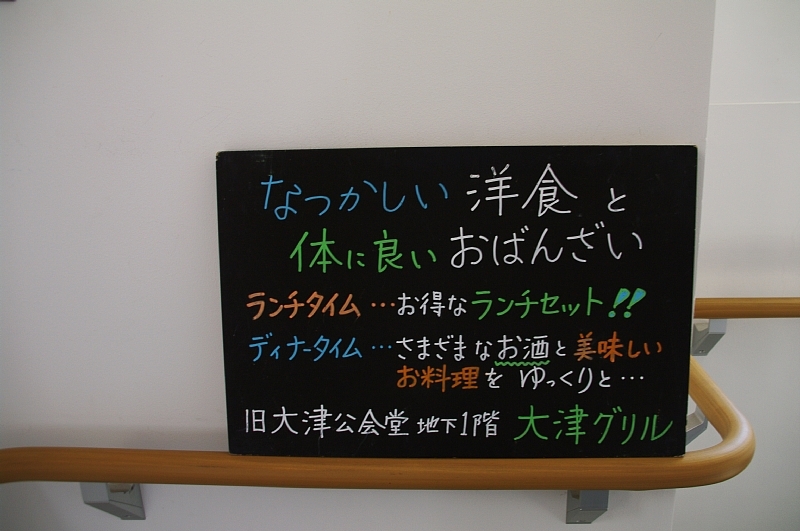 なつかしい 洋食 と
体に良い おばんざい
ランチタイム…お得なランチセット!!
ディナータイム…さまざまなお酒と美味しい
お料理を ゆっくりと…
旧大津公会堂 地下1階 大津グリル